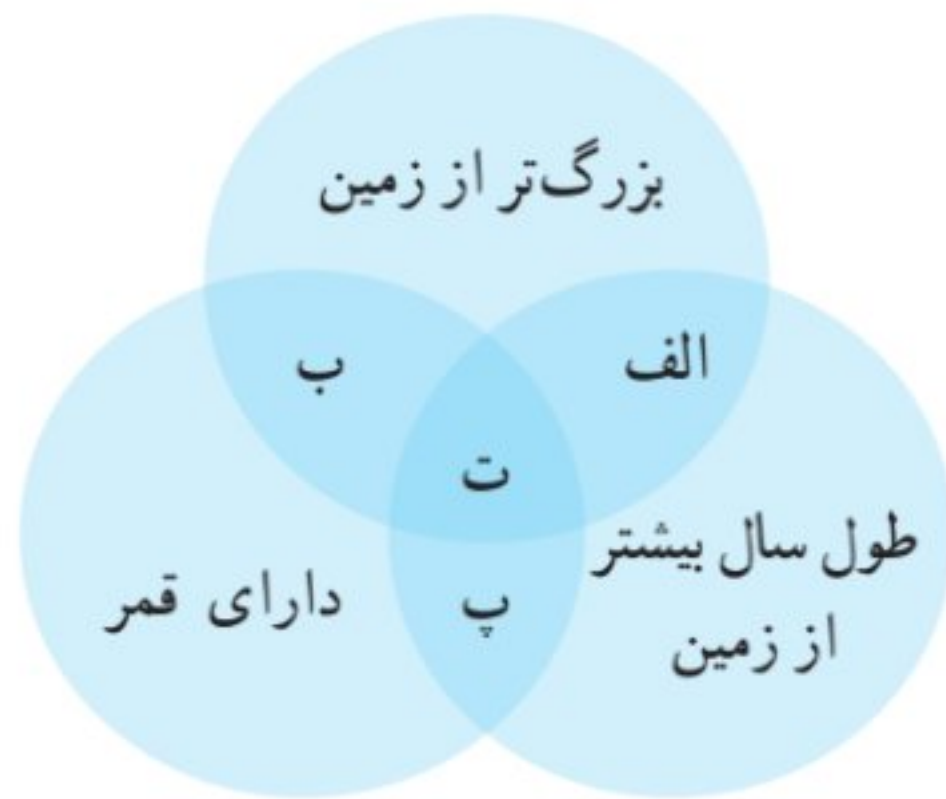 بزرگ‌تر از زمین
الف
ب
ت
طول سال بیشتر
از زمین
دارای قمر
پ